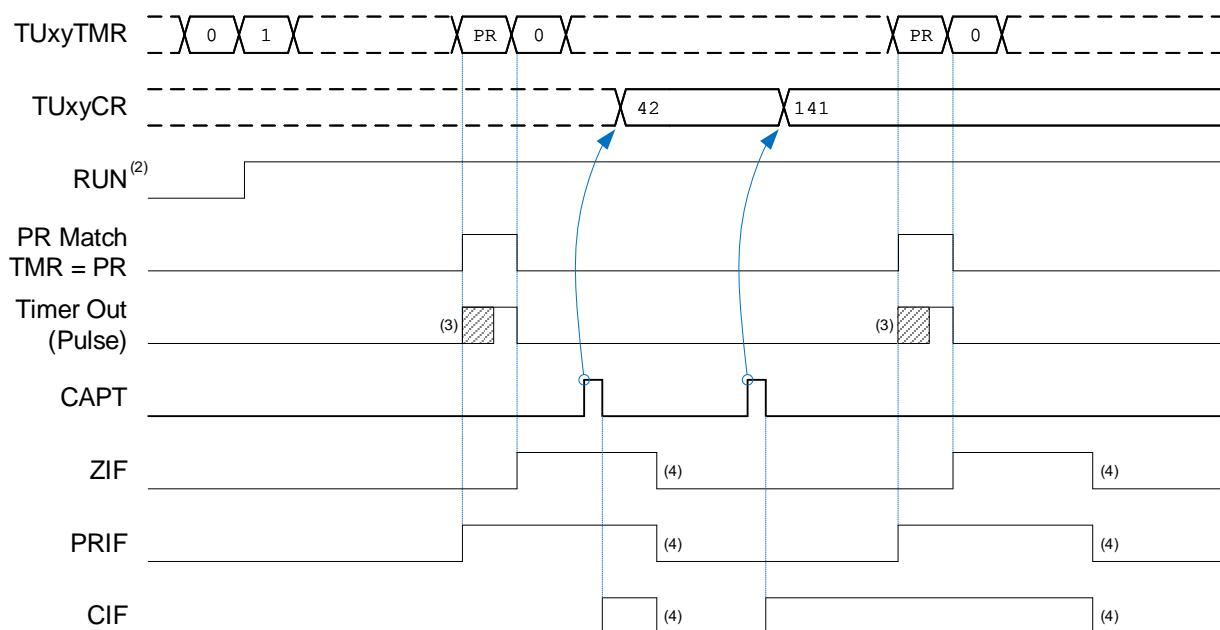 TUxyTMR 0 1 PR 0 PR 0
TUxyCR 42 141
RUN (2)
PR Match
TMR = PR
Timer Out
(Pulse) (3) (3)
CAPT
ZIF (4) (4)
PRIF (4) (4)
CIF (4) (4)